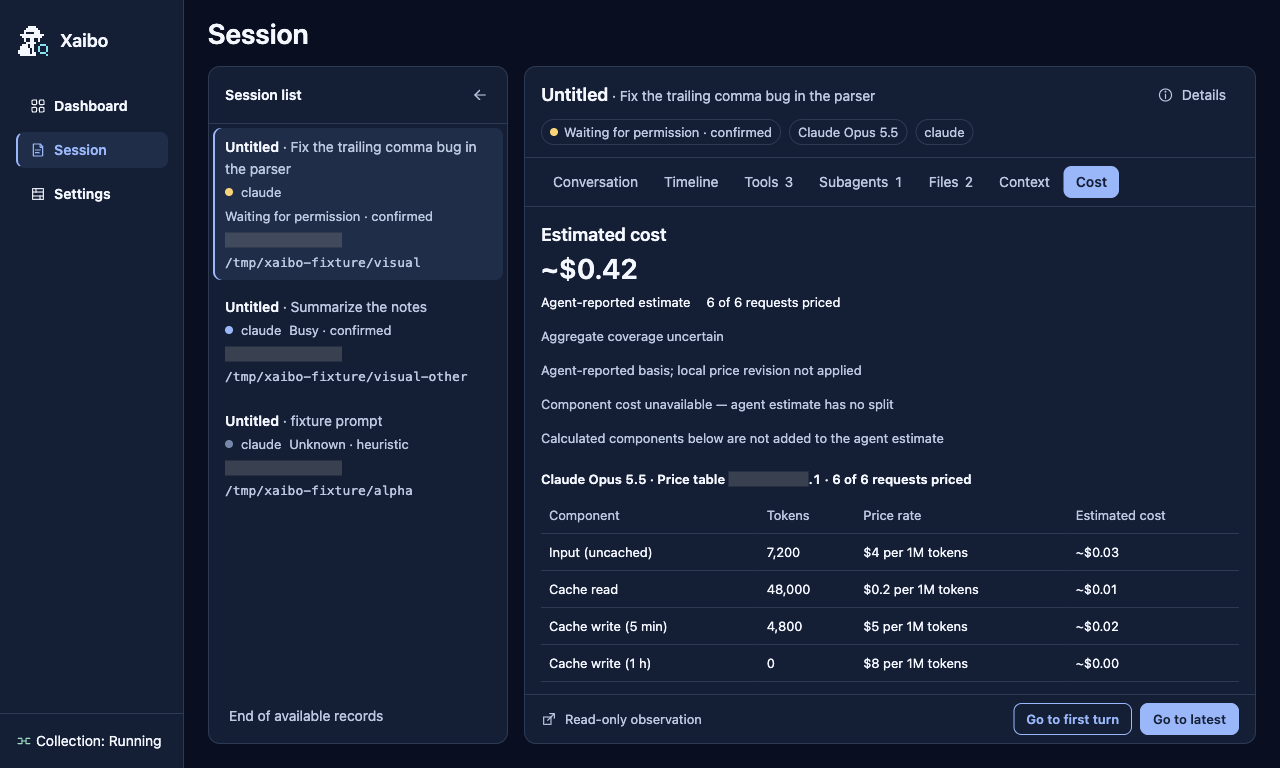 Xaibo
Dashboard
Session
Settings
Collection: Running
Session
Session list
Untitled · Fix the trailing comma bug in
the parser
claude
Waiting for permission · confirmed
/tmp/xaibo-fixture/visual
Untitled · Summarize the notes
claude Busy · confirmed
/tmp/xaibo-fixture/visual-other
Untitled · fixture prompt
claude Unknown · heuristic
/tmp/xaibo-fixture/alpha
End of available records
Untitled · Fix the trailing comma bug in the parser
Details
Waiting for permission · confirmed
Claude Opus 5.5
claude
Conversation Timeline Tools 3 Subagents 1 Files 2 Context Cost
Estimated cost
~$0.42
Agent-reported estimate 6 of 6 requests priced
Aggregate coverage uncertain
Agent-reported basis; local price revision not applied
Component cost unavailable — agent estimate has no split
Calculated components below are not added to the agent estimate
Claude Opus 5.5 · Price table .1 · 6 of 6 requests priced
Component Tokens Price rate Estimated cost
Input (uncached) 7,200 $4 per 1M tokens ~$0.03
Cache read 48,000 $0.2 per 1M tokens ~$0.01
Cache write (5 min) 4,800 $5 per 1M tokens ~$0.02
Cache write (1 h) 0 $8 per 1M tokens ~$0.00
Read-only observation
Go to first turn
Go to latest